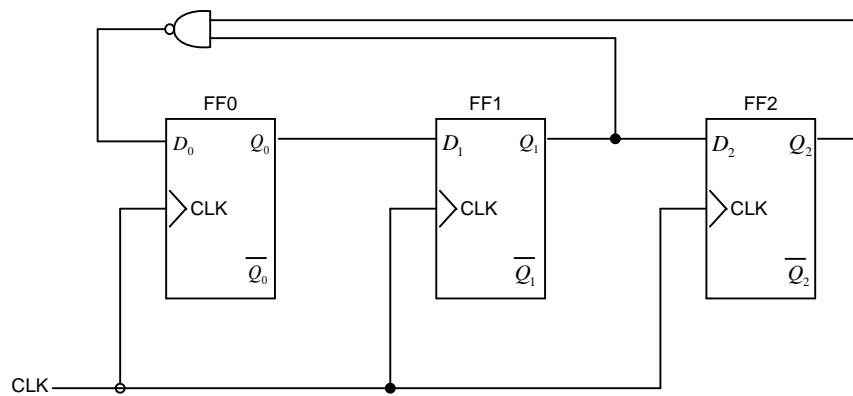 FF0 FF1 FF2
D₀ Q₀ D₁ Q₁ D₂ Q₂
CLK CLK CLK
Q̅₀ Q̅₁ Q̅₂
CLK